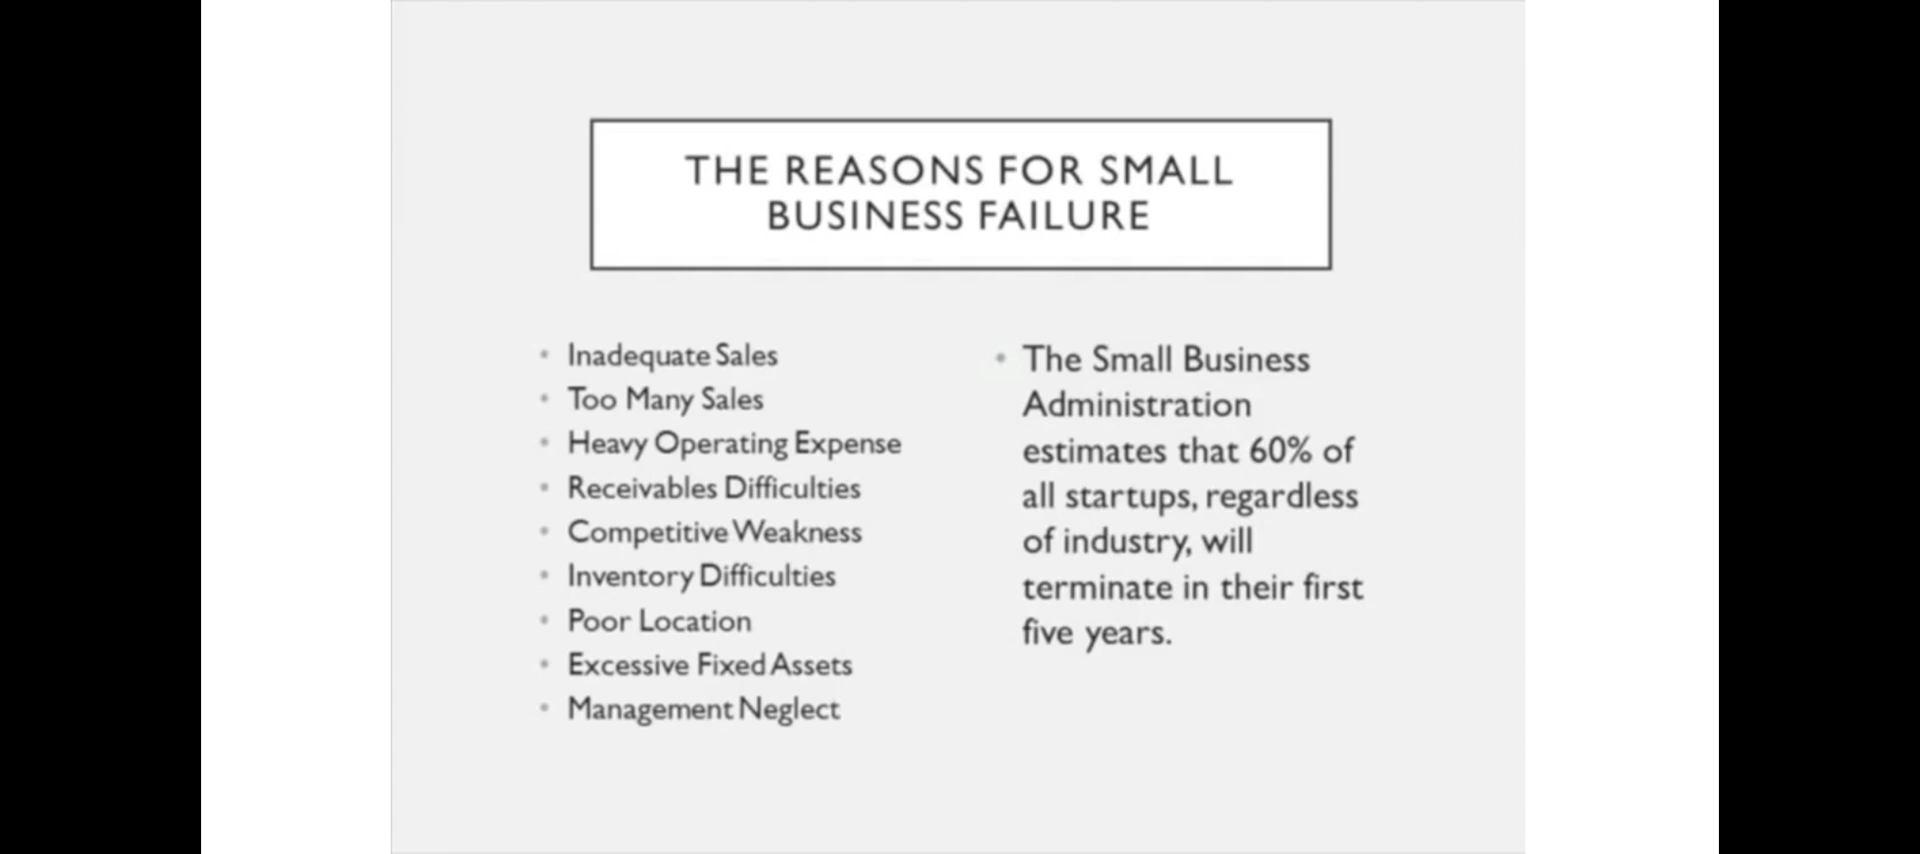 THE REASONS FOR SMALL
BUSINESS FAILURE
• Inadequate Sales
• Too Many Sales
• Heavy Operating Expense
• Receivables Difficulties
• Competitive Weakness
• Inventory Difficulties
• Poor Location
• Excessive Fixed Assets
• Management Neglect
• The Small Business
Administration
estimates that 60% of
all startups, regardless
of industry, will
terminate in their first
five years.